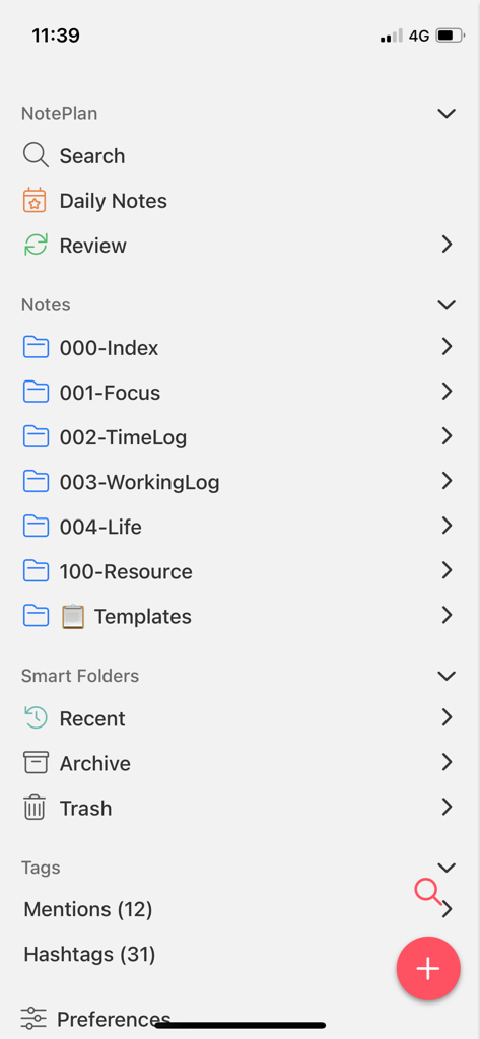 11:39
4G
NotePlan
Search
Daily Notes
Review
Notes
000-Index
001-Focus
002-TimeLog
003-WorkingLog
004-Life
100-Resource
Templates
Smart Folders
Recent
Archive
Trash
Tags
Mentions (12)
Hashtags (31)
Preferences